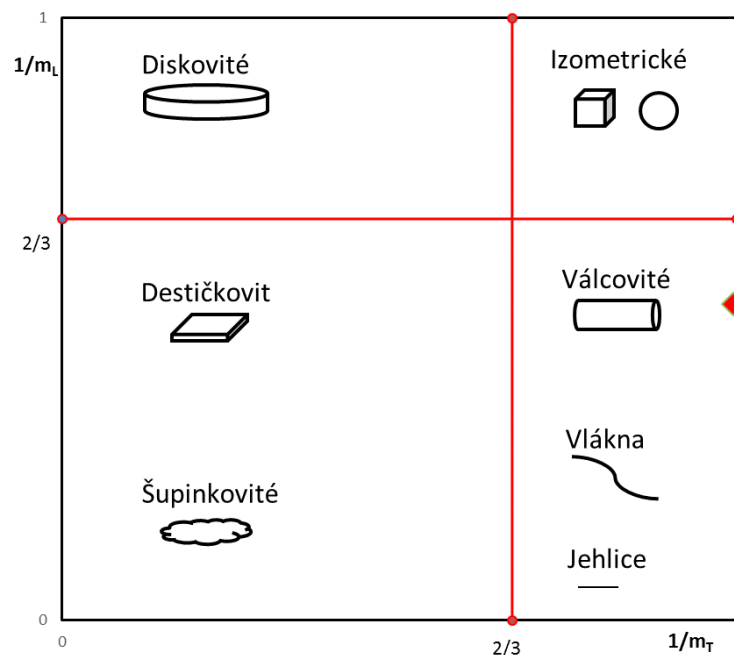 1
1/mL
Diskovité
Izometrické
2/3
Destičkovit
Válcovité
Vlákna
Šupinkovité
Jehlice
0
0
2/3
1/mT